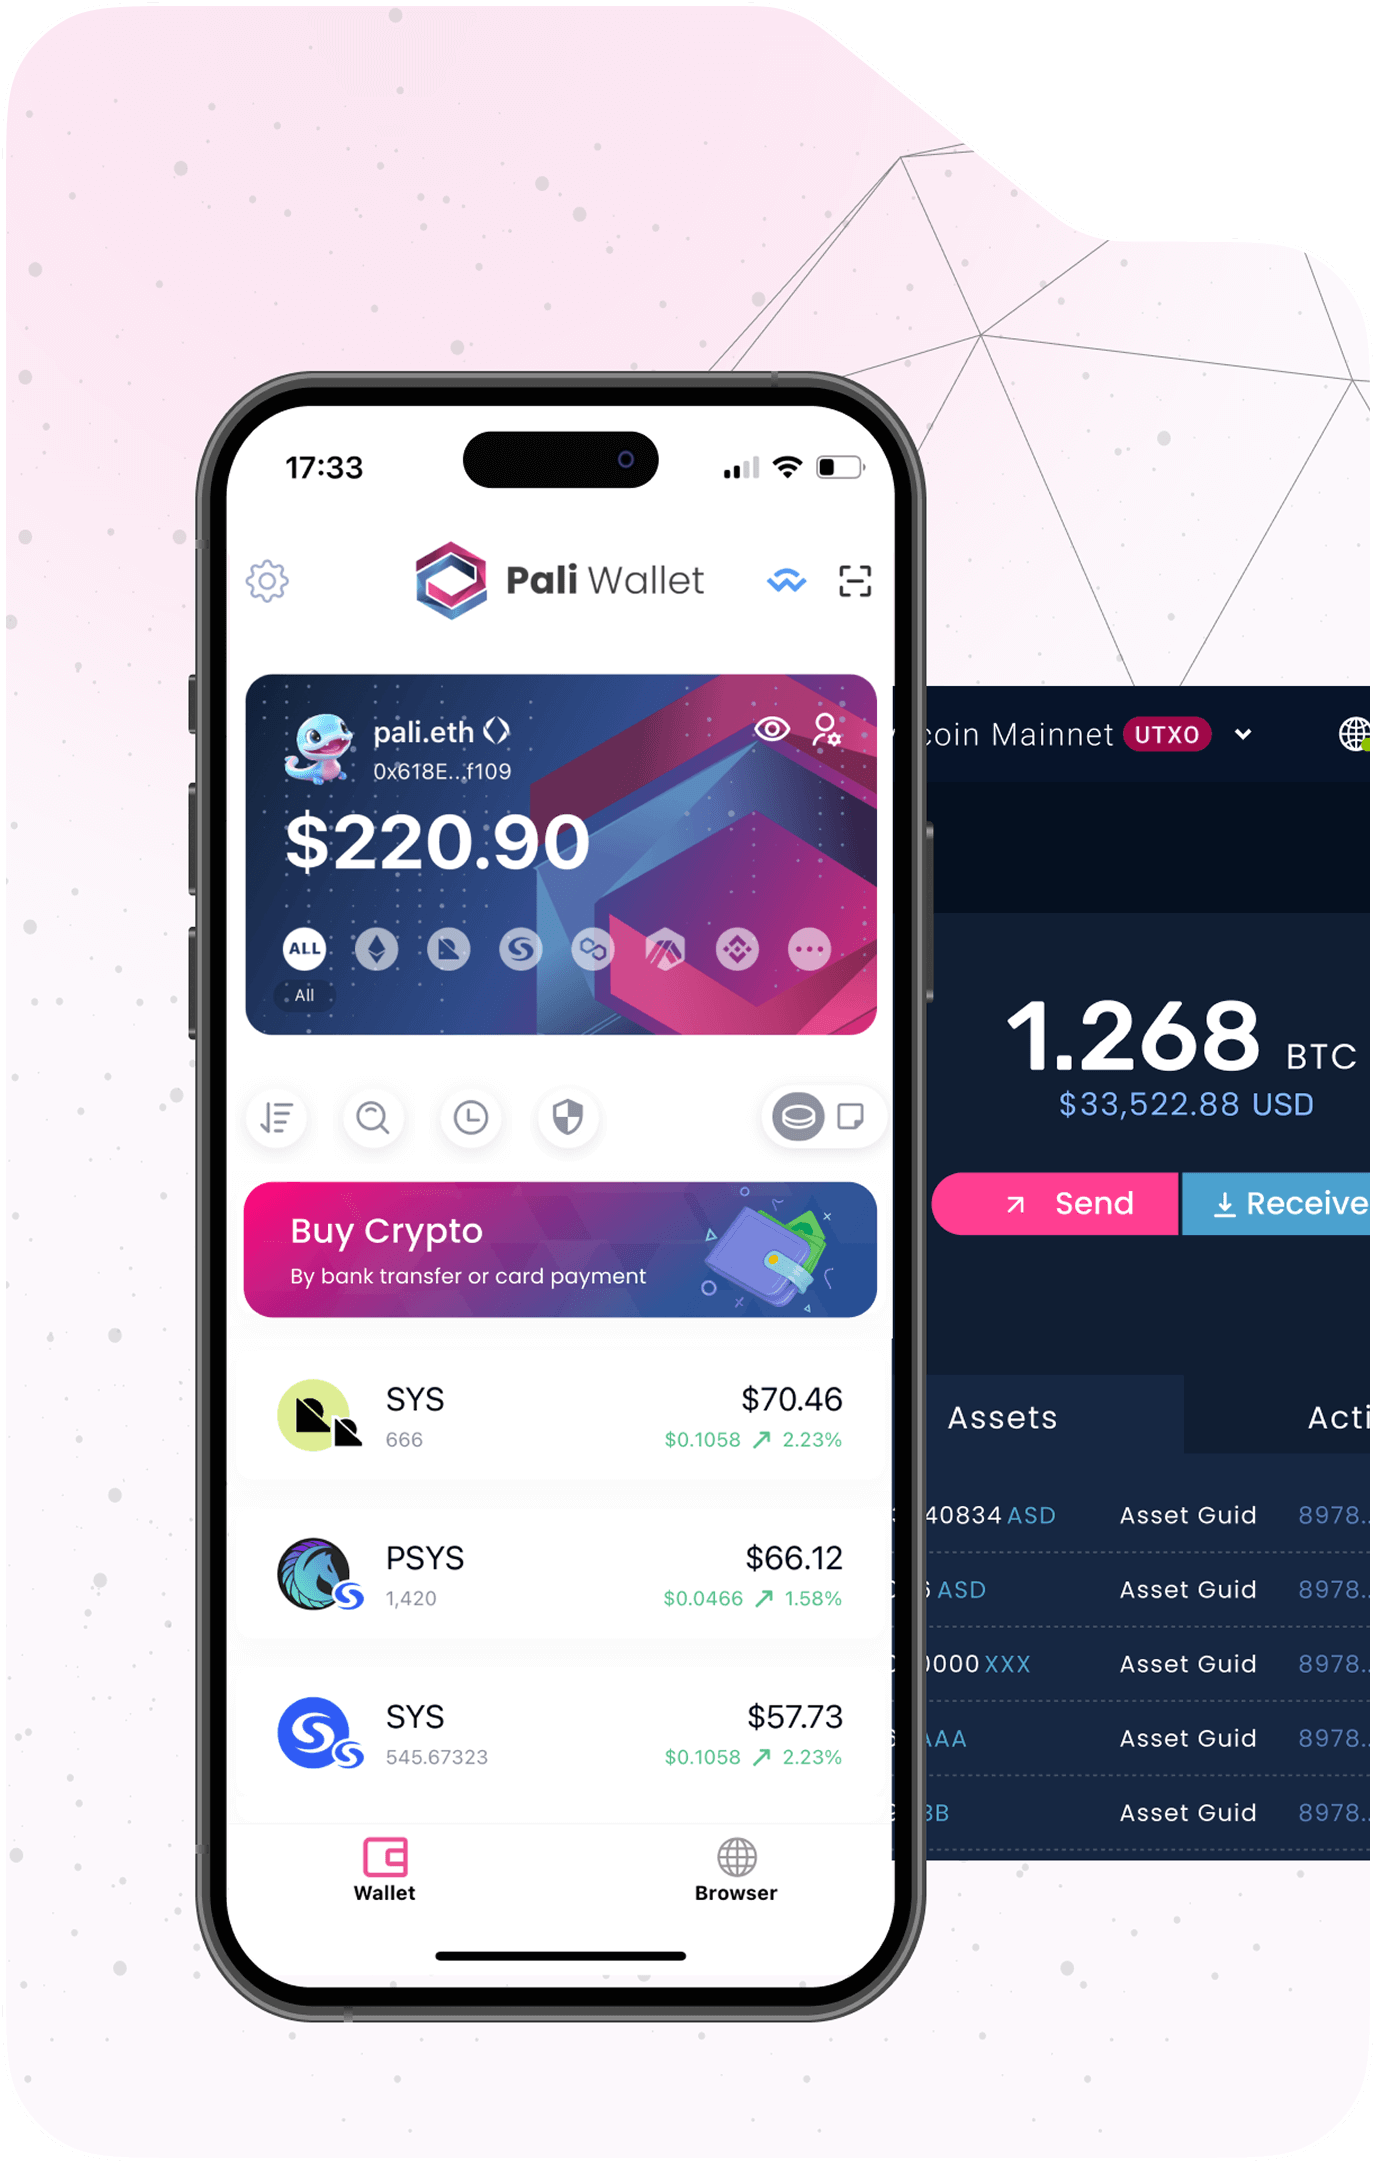 17:33
Pali Wallet
pali.eth
0x618E...f109
$220.90
ALL
All
Buy Crypto
By bank transfer or card payment
SYS
$70.46
666
$0.1058 2.23%
PSYS
$66.12
1,420
$0.0466 1.58%
SYS
$57.73
545.67323
$0.1058 2.23%
Wallet
Browser
coin Mainnet UTXO
1.268 BTC
$33,522.88 USD
Send
Receive
Assets
Acti
40834 ASD Asset Guid 8978..
6 ASD Asset Guid 8978..
0000 XXX Asset Guid 8978..
AAA Asset Guid 8978..
BB Asset Guid 8978..